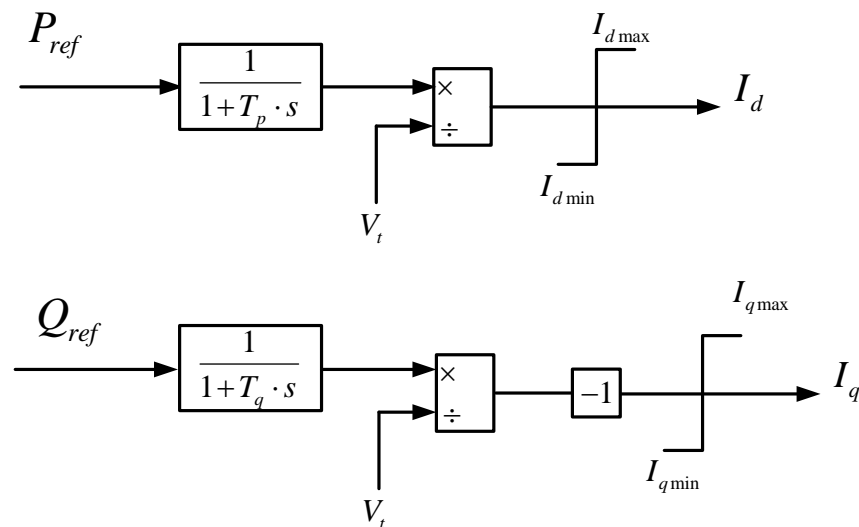 P_ref
I_d max
1
1+T_p·s
×
÷
I_d
I_d min
V_t
Q_ref
I_q max
1
1+T_q·s
×
÷
−1
I_q
I_q min
V_t